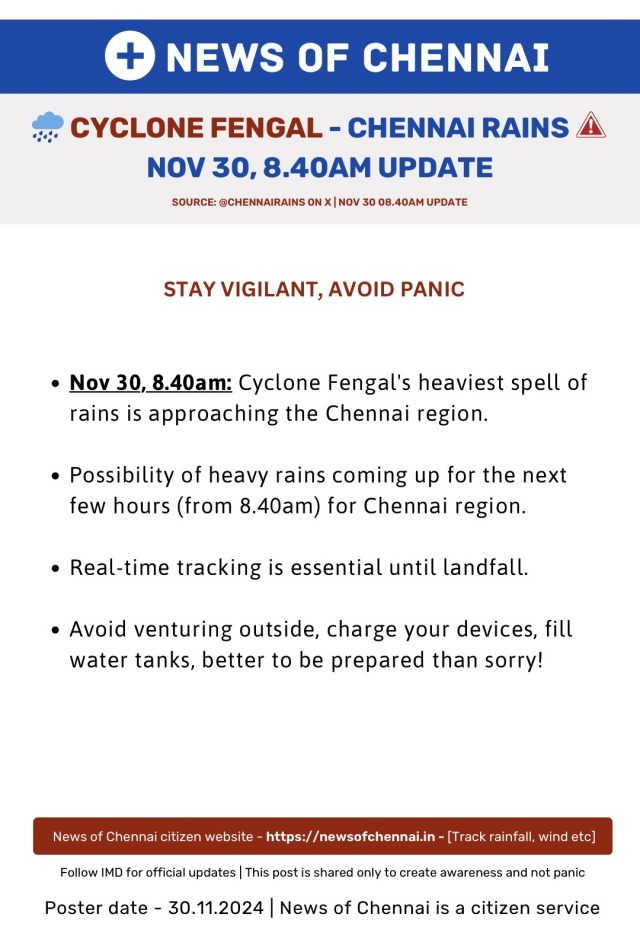 NEWS OF CHENNAI
CYCLONE FENGAL - CHENNAI RAINS
NOV 30, 8.40AM UPDATE
SOURCE: @CHENNAIRAINS ON X | NOV 30 08.40AM UPDATE
STAY VIGILANT, AVOID PANIC
• Nov 30, 8.40am: Cyclone Fengal's heaviest spell of
rains is approaching the Chennai region.
• Possibility of heavy rains coming up for the next
few hours (from 8.40am) for Chennai region.
• Real-time tracking is essential until landfall.
• Avoid venturing outside, charge your devices, fill
water tanks, better to be prepared than sorry!
News of Chennai citizen website - https://newsofchennai.in - [Track rainfall, wind etc]
Follow IMD for official updates | This post is shared only to create awareness and not panic
Poster date - 30.11.2024 | News of Chennai is a citizen service